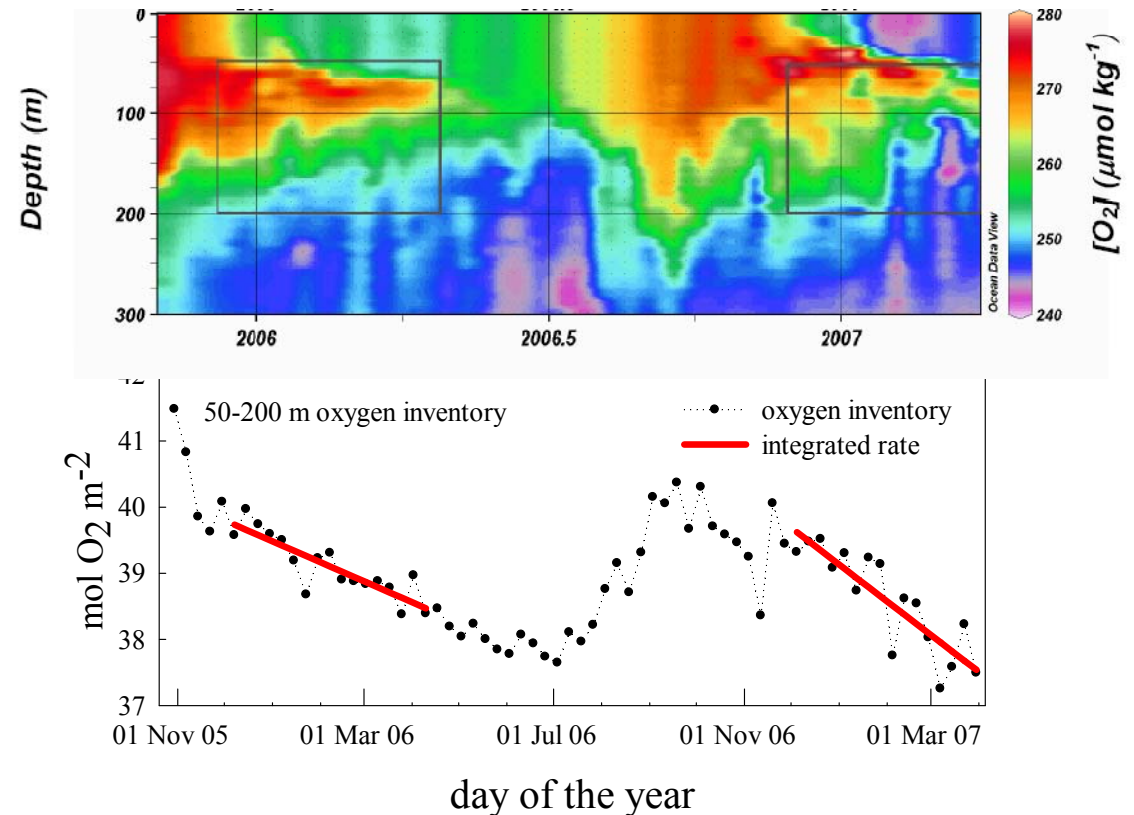 0
100
200
300
Depth (m)
2006
2006.5
2007
280
270
260
250
240
[O2] (μmol kg-1)
Ocean Data View
50-200 m oxygen inventory
oxygen inventory
integrated rate
42
41
40
39
38
37
mol O2 m-2
01 Nov 05
01 Mar 06
01 Jul 06
01 Nov 06
01 Mar 07
day of the year